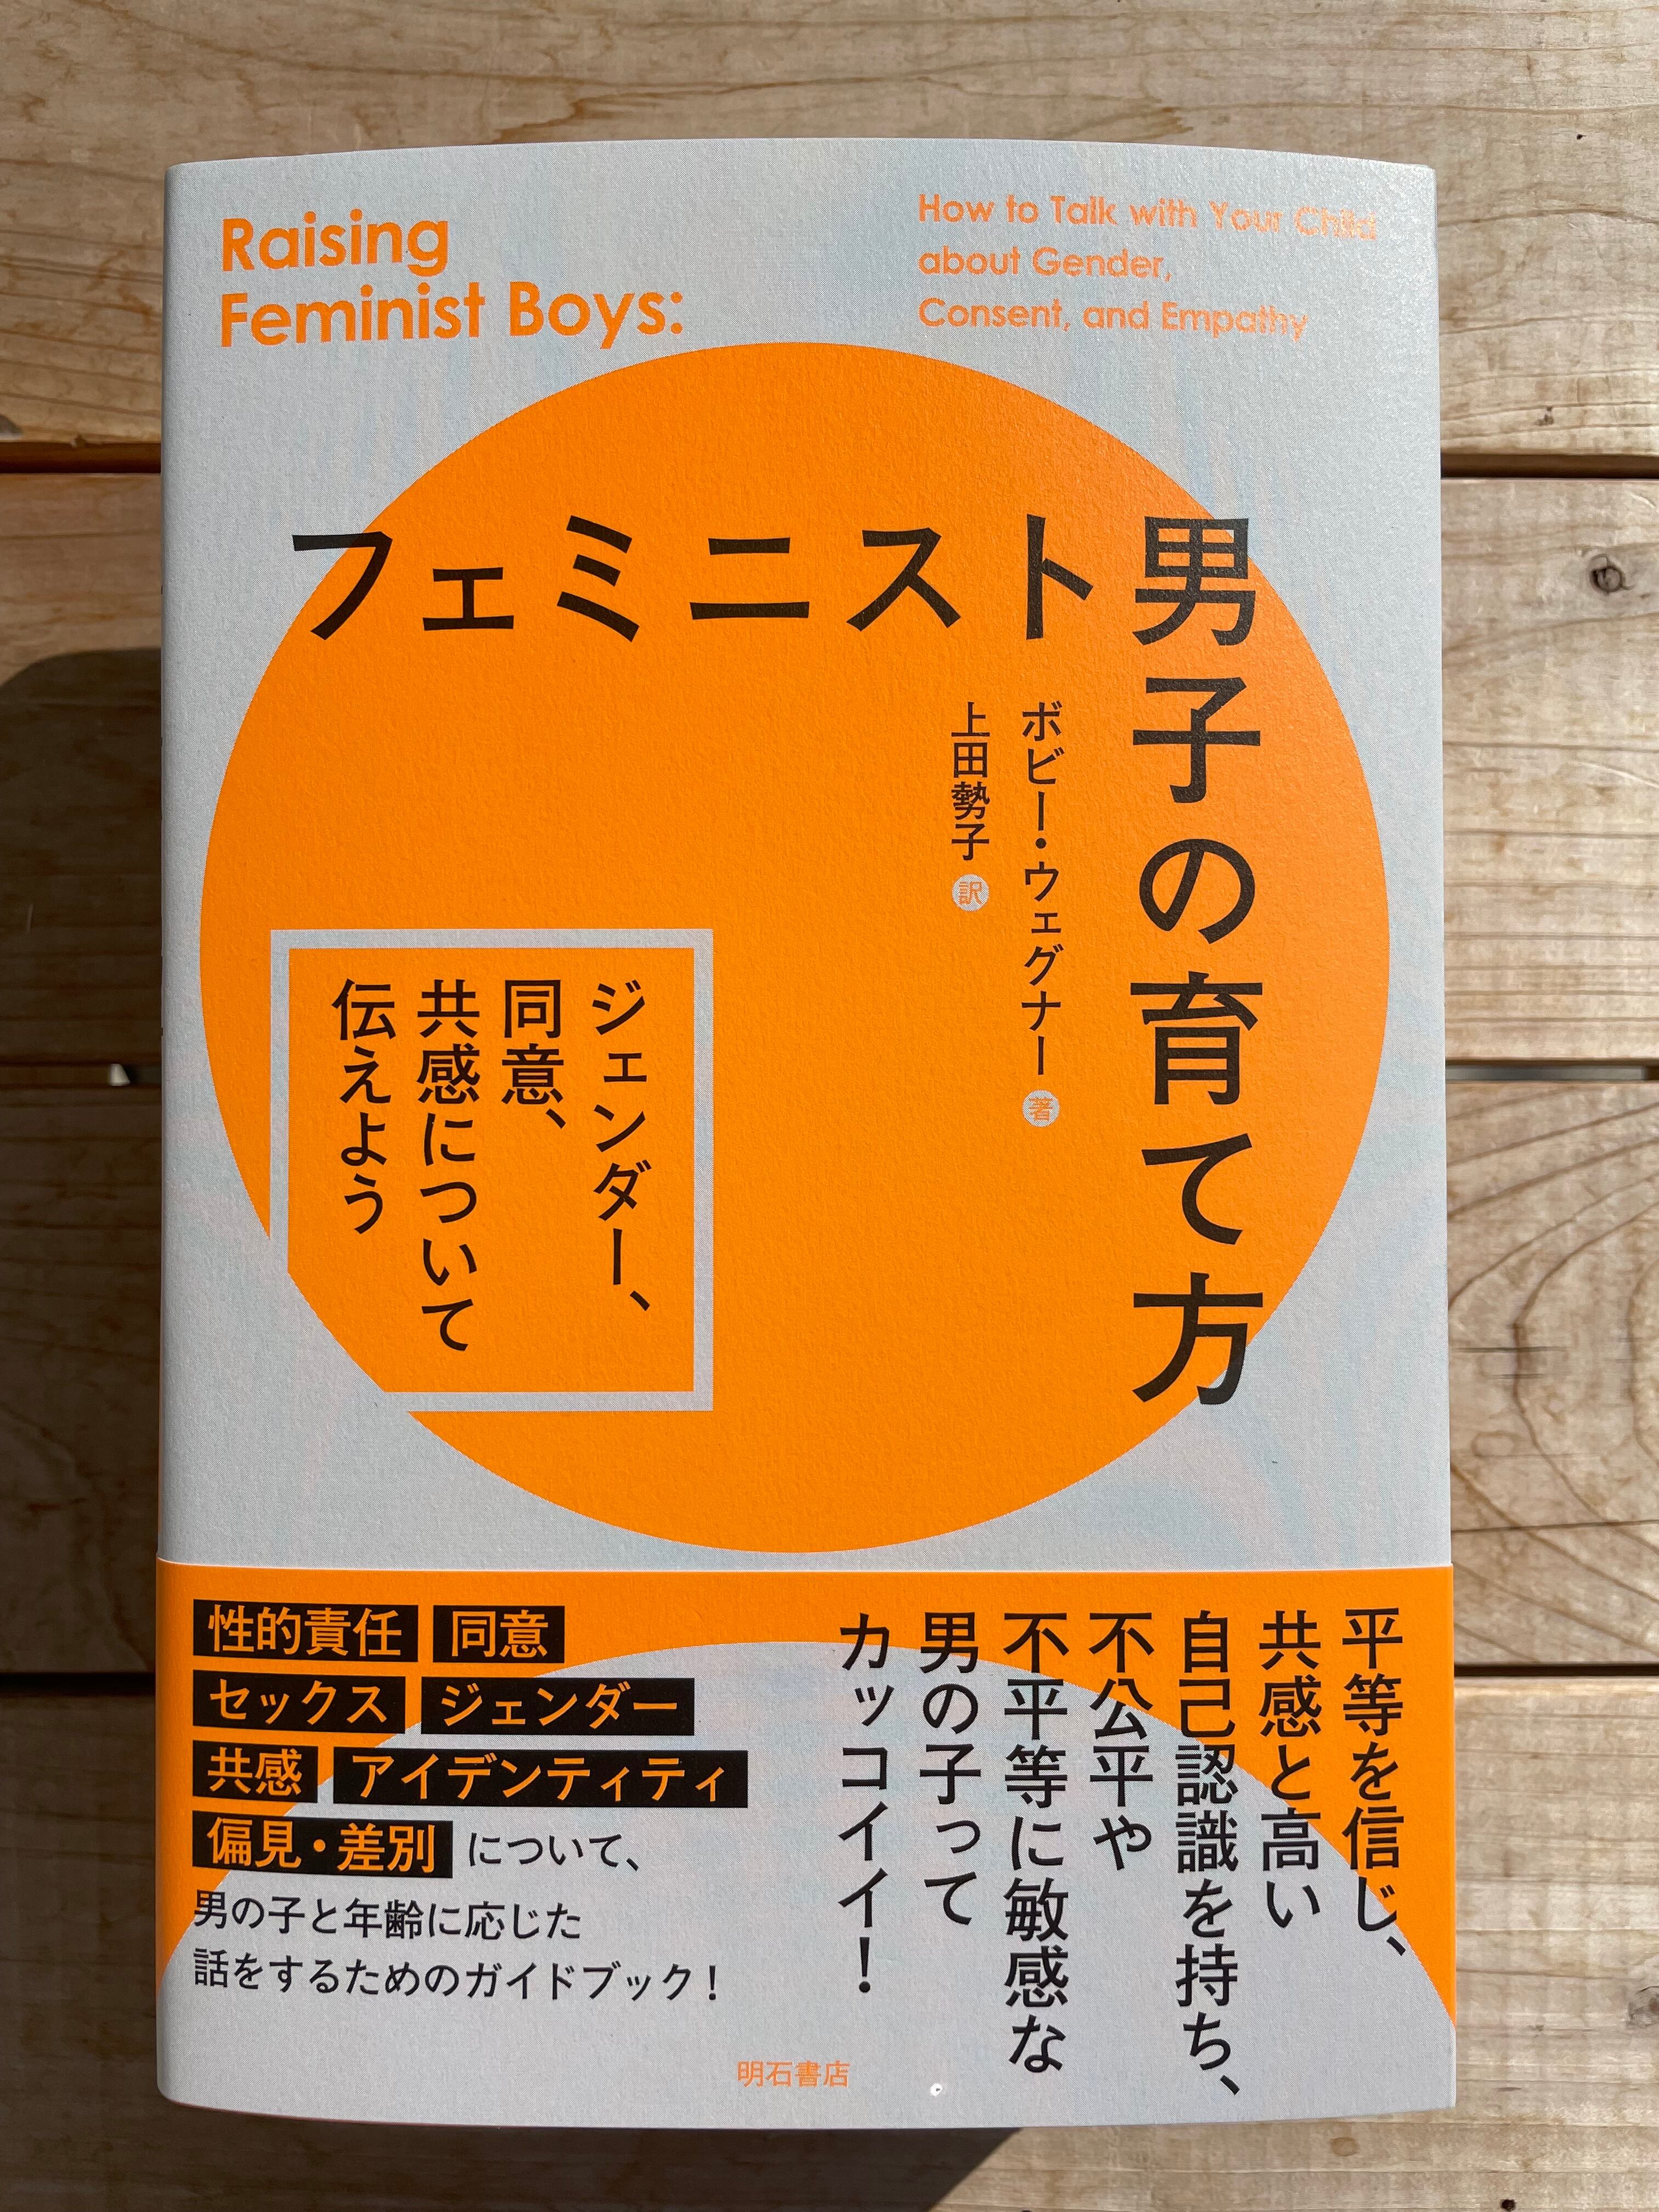 Raising
Feminist Boys:
How to Talk with Your Child
about Gender,
Consent, and Empathy
フェミニスト男子の育て方
ボビー・ウェグナー 著
上田勢子 訳
ジェンダー、
同意、
共感について
伝えよう
平等を信じ、
共感と高い
自己認識を持ち、
不公平や
不平等に敏感な
男の子って
カッコイイ！
性的責任 同意
セックス ジェンダー
共感 アイデンティティ
偏見・差別 について、
男の子と年齢に応じた
話をするためのガイドブック！
明石書店